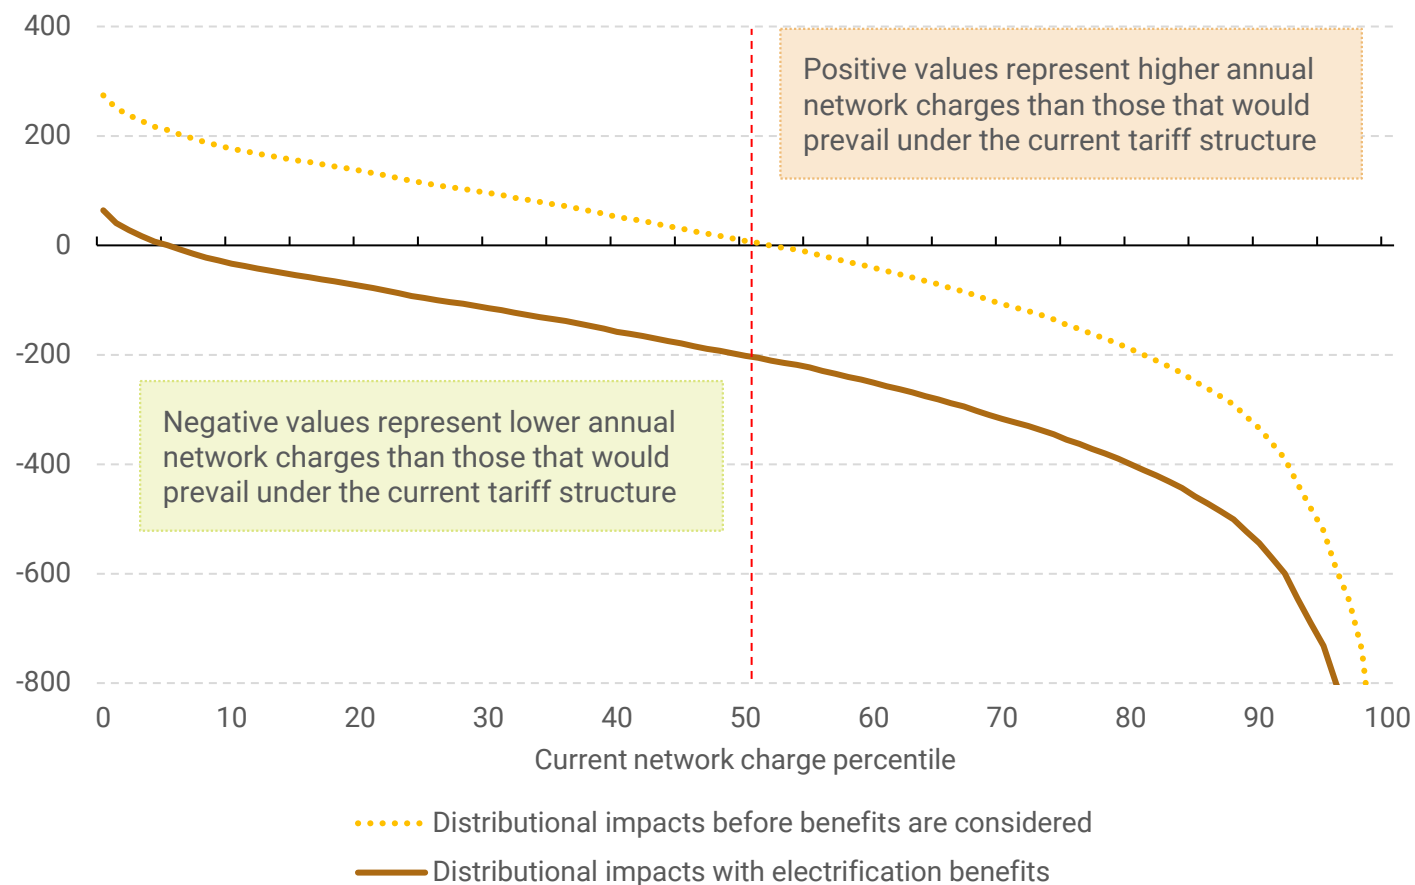 400
Positive values represent higher annual
network charges than those that would
prevail under the current tariff structure
200
0
-200
Negative values represent lower annual
network charges than those that would
prevail under the current tariff structure
-400
-600
-800
0 10 20 30 40 50 60 70 80 90 100
Current network charge percentile
Distributional impacts before benefits are considered
Distributional impacts with electrification benefits